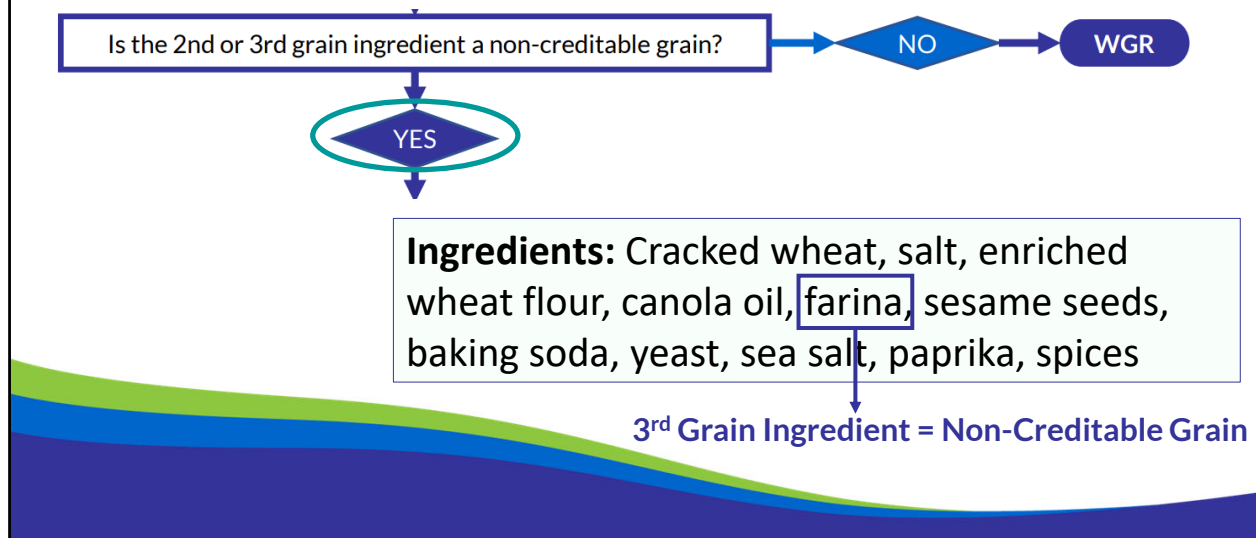 Is the 2nd or 3rd grain ingredient a non-creditable grain?
NO
WGR
YES
Ingredients: Cracked wheat, salt, enriched
wheat flour, canola oil, farina, sesame seeds,
baking soda, yeast, sea salt, paprika, spices
3rd Grain Ingredient = Non-Creditable Grain